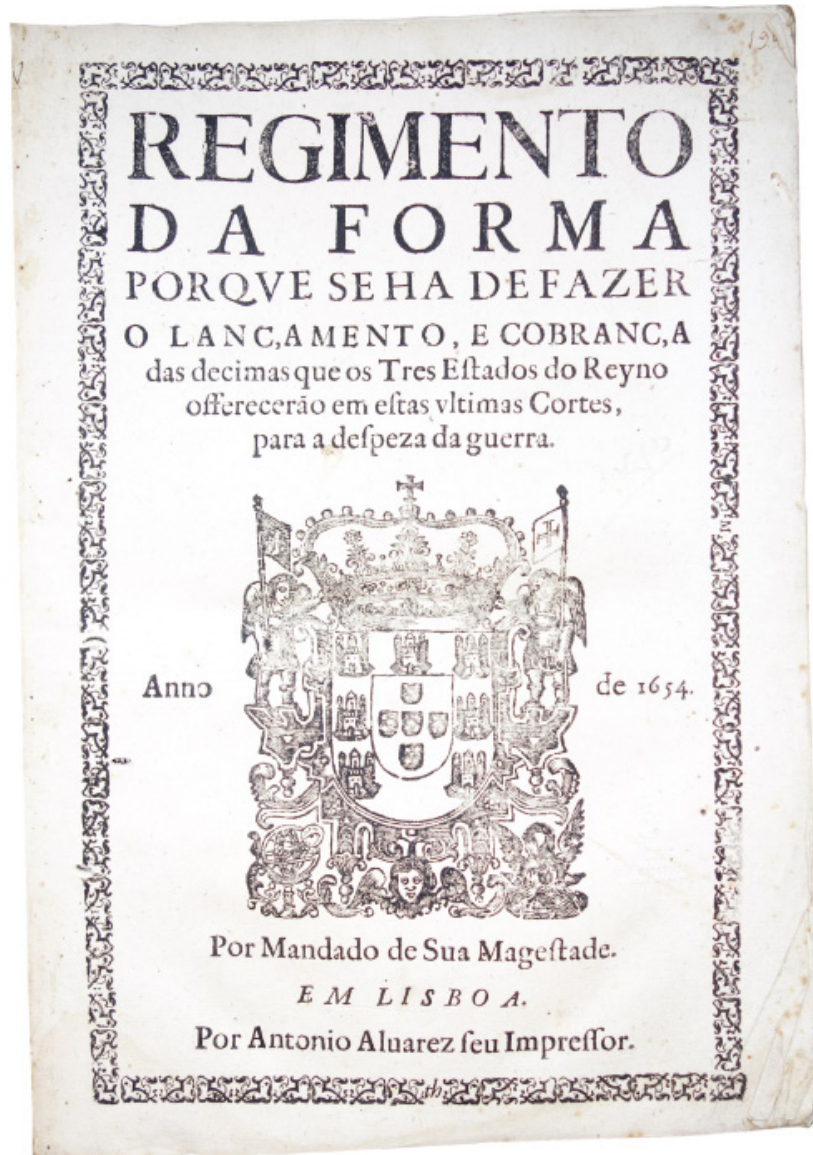 REGIMENTO
DA FORMA
PORQVE SE HA DE FAZER
O LANC,AMENTO, E COBRANC,A
das decimas que os Tres Eſtados do Reyno
offerecerão em eſtas vltimas Cortes,
para a deſpeza da guerra.
Anno de 1654.
Por Mandado de Sua Mageſtade.
EM LISBOA.
Por Antonio Aluarez ſeu Impreſſor.